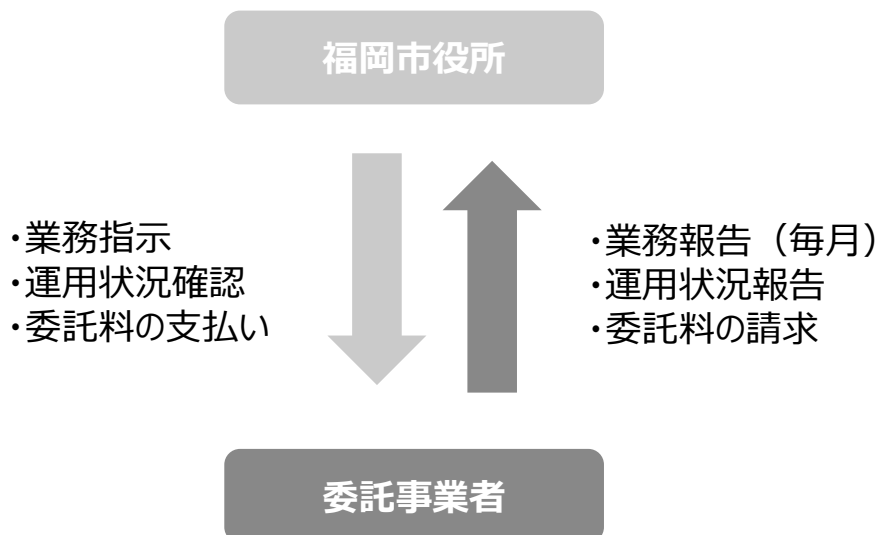 福岡市役所
・業務指示
・運用状況確認
・委託料の支払い
・業務報告（毎月）
・運用状況報告
・委託料の請求
委託事業者